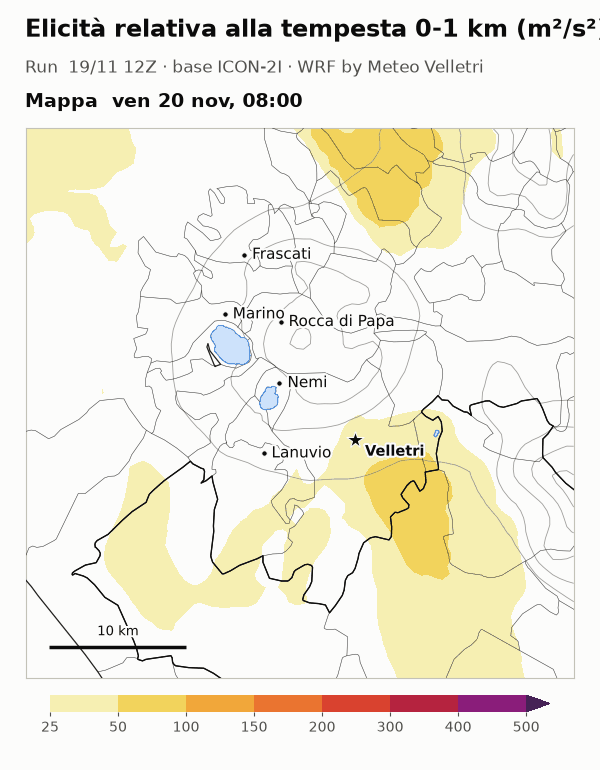 Elicità relativa alla tempesta 0-1 km (m²/s²)
Run  19/11 12Z · base ICON-2I · WRF by Meteo Velletri
Mappa  ven 20 nov, 08:00
Frascati
Marino
Rocca di Papa
Nemi
Velletri
Lanuvio
10 km
25 50 100 150 200 300 400 500